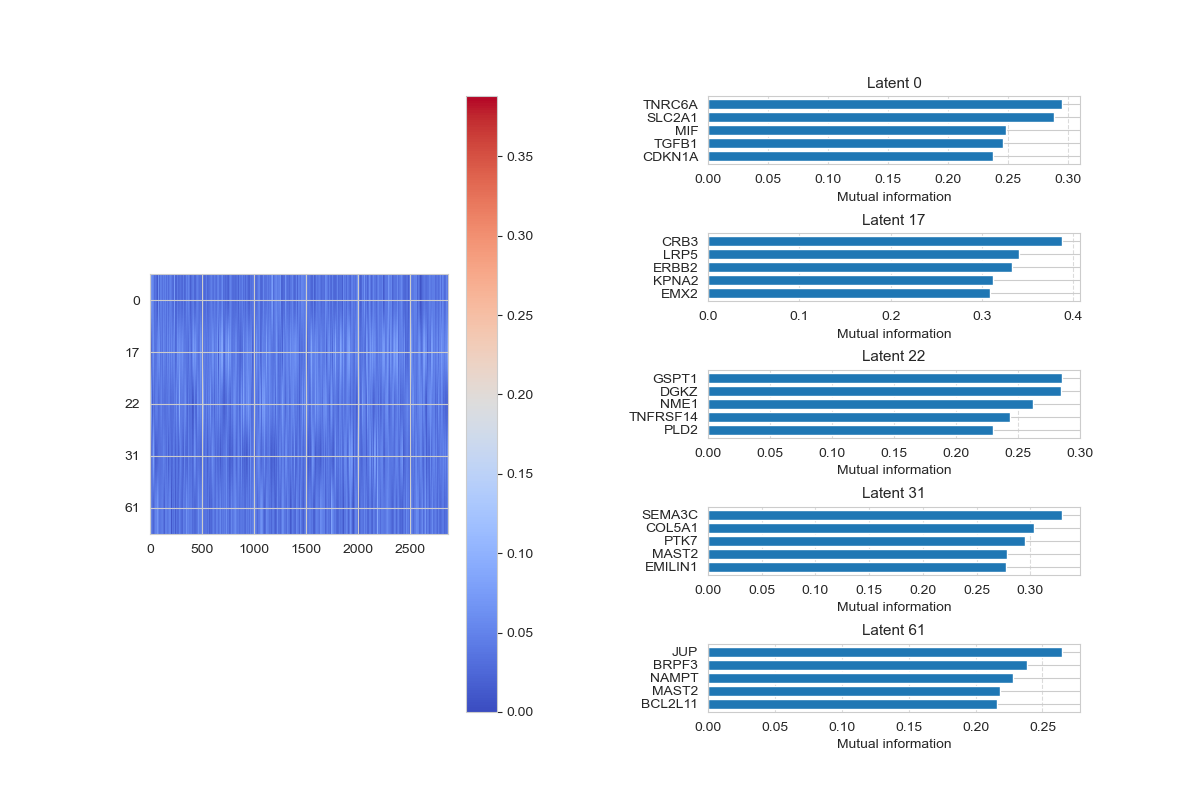 0
17
22
31
61
0 500 1000 1500 2000 2500
0.35
0.30
0.25
0.20
0.15
0.10
0.05
0.00
Latent 0
TNRC6A
SLC2A1
MIF
TGFB1
CDKN1A
0.00 0.05 0.10 0.15 0.20 0.25 0.30
Mutual information
Latent 17
CRB3
LRP5
ERBB2
KPNA2
EMX2
0.0 0.1 0.2 0.3 0.4
Mutual information
Latent 22
GSPT1
DGKZ
NME1
TNFRSF14
PLD2
0.00 0.05 0.10 0.15 0.20 0.25 0.30
Mutual information
Latent 31
SEMA3C
COL5A1
PTK7
MAST2
EMILIN1
0.00 0.05 0.10 0.15 0.20 0.25 0.30
Mutual information
Latent 61
JUP
BRPF3
NAMPT
MAST2
BCL2L11
0.00 0.05 0.10 0.15 0.20 0.25
Mutual information